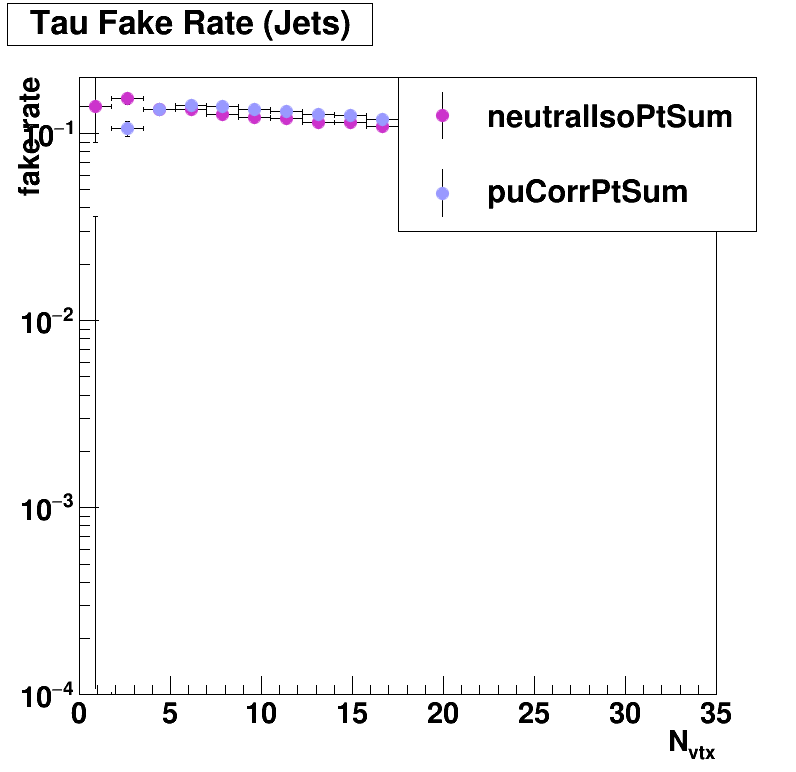 Tau Fake Rate (Jets)
fake rate
neutralIsoPtSum
puCorrPtSum
10⁻¹
10⁻²
10⁻³
10⁻⁴
0 5 10 15 20 25 30 35
Nvtx